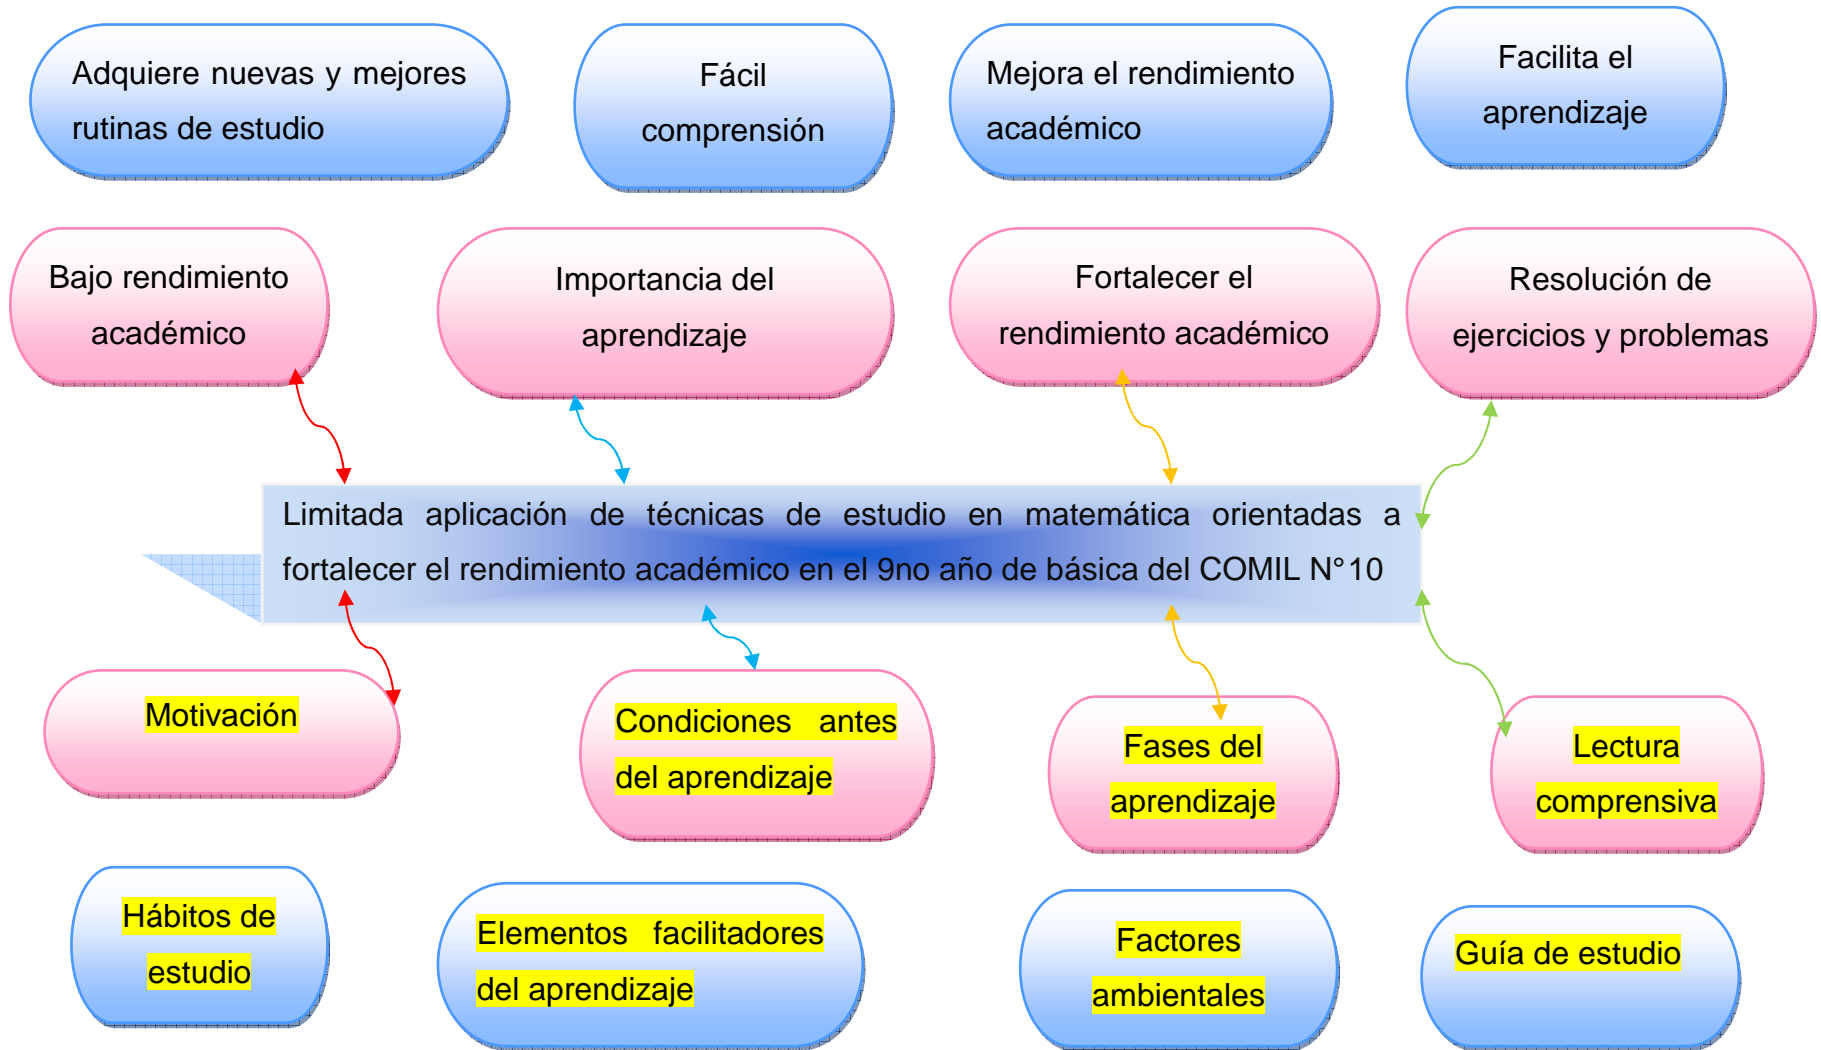 Adquiere nuevas y mejores
rutinas de estudio
Fácil
comprensión
Mejora el rendimiento
académico
Facilita el
aprendizaje
Bajo rendimiento
académico
Importancia del
aprendizaje
Fortalecer el
rendimiento académico
Resolución de
ejercicios y problemas
Limitada aplicación de técnicas de estudio en matemática orientadas a
fortalecer el rendimiento académico en el 9no año de básica del COMIL N°10
Motivación
Condiciones antes
del aprendizaje
Fases del
aprendizaje
Lectura
comprensiva
Hábitos de
estudio
Elementos facilitadores
del aprendizaje
Factores
ambientales
Guía de estudio